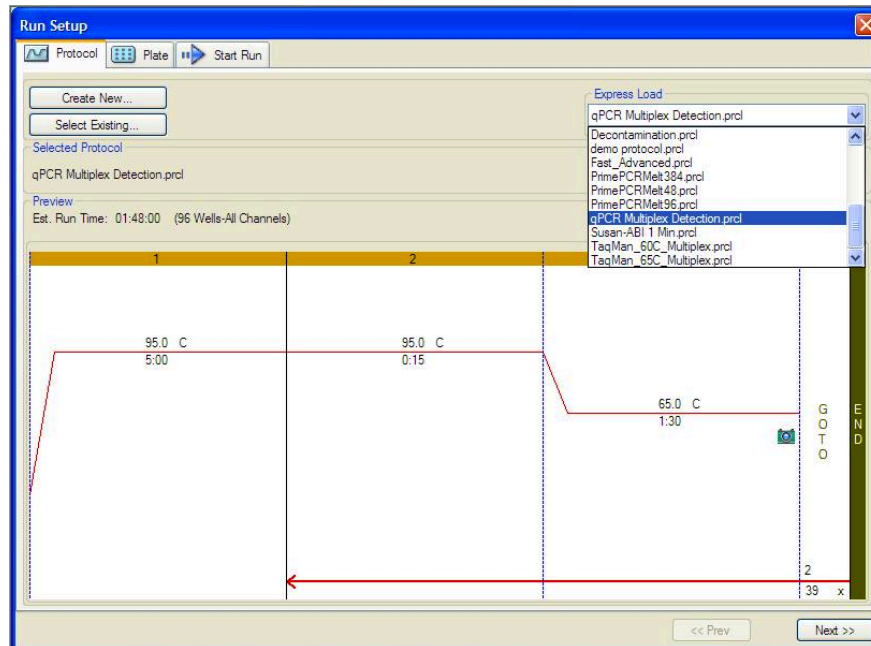 Run Setup
Protocol
Plate
Start Run
Create New...
Select Existing...
Express Load
qPCR Multiplex Detection.prcl
Decontamination.prcl
demo protocol.prcl
Fast_Advanced.prcl
PrimePCRMelt384.prcl
PrimePCRMelt48.prcl
PrimePCRMelt96.prcl
qPCR Multiplex Detection.prcl
Susan-ABI 1 Min.prcl
TaqMan_60C_Multiplex.prcl
TaqMan_65C_Multiplex.prcl
Selected Protocol
qPCR Multiplex Detection.prcl
Preview
Est. Run Time: 01:48:00 (96 Wells-All Channels)
1
2
95.0 C
5:00
95.0 C
0:15
65.0 C
1:30
GOTO
END
2
39 x
<< Prev
Next >>